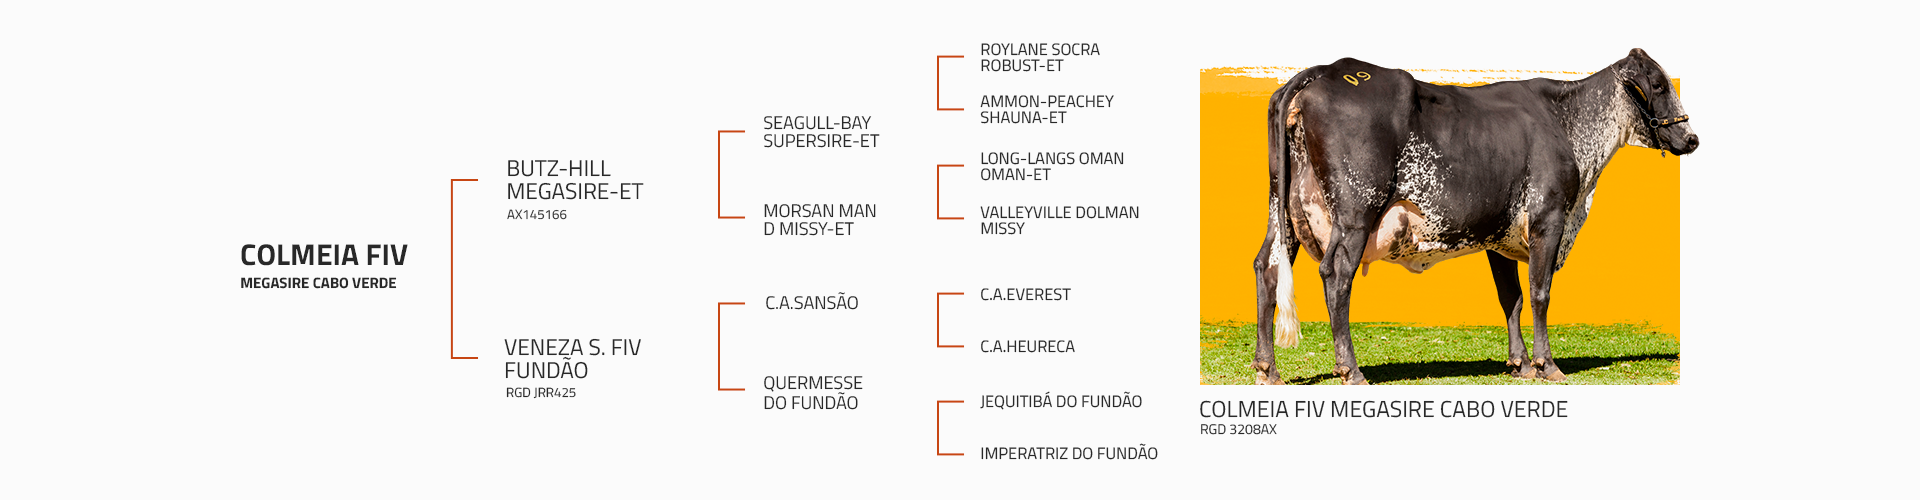 COLMEIA FIV
MEGASIRE CABO VERDE
BUTZ-HILL
MEGASIRE-ET
AX145166
VENEZA S. FIV
FUNDÃO
RGD JRR425
SEAGULL-BAY
SUPERSIRE-ET
MORSAN MAN
D MISSY-ET
C.A.SANSÃO
QUERMESSE
DO FUNDÃO
ROYLANE SOCRA
ROBUST-ET
AMMON-PEACHEY
SHAUNA-ET
LONG-LANGS OMAN
OMAN-ET
VALLEYVILLE DOLMAN
MISSY
C.A.EVEREST
C.A.HEURECA
JEQUITIBÁ DO FUNDÃO
IMPERATRIZ DO FUNDÃO
COLMEIA FIV MEGASIRE CABO VERDE
RGD 3208AX